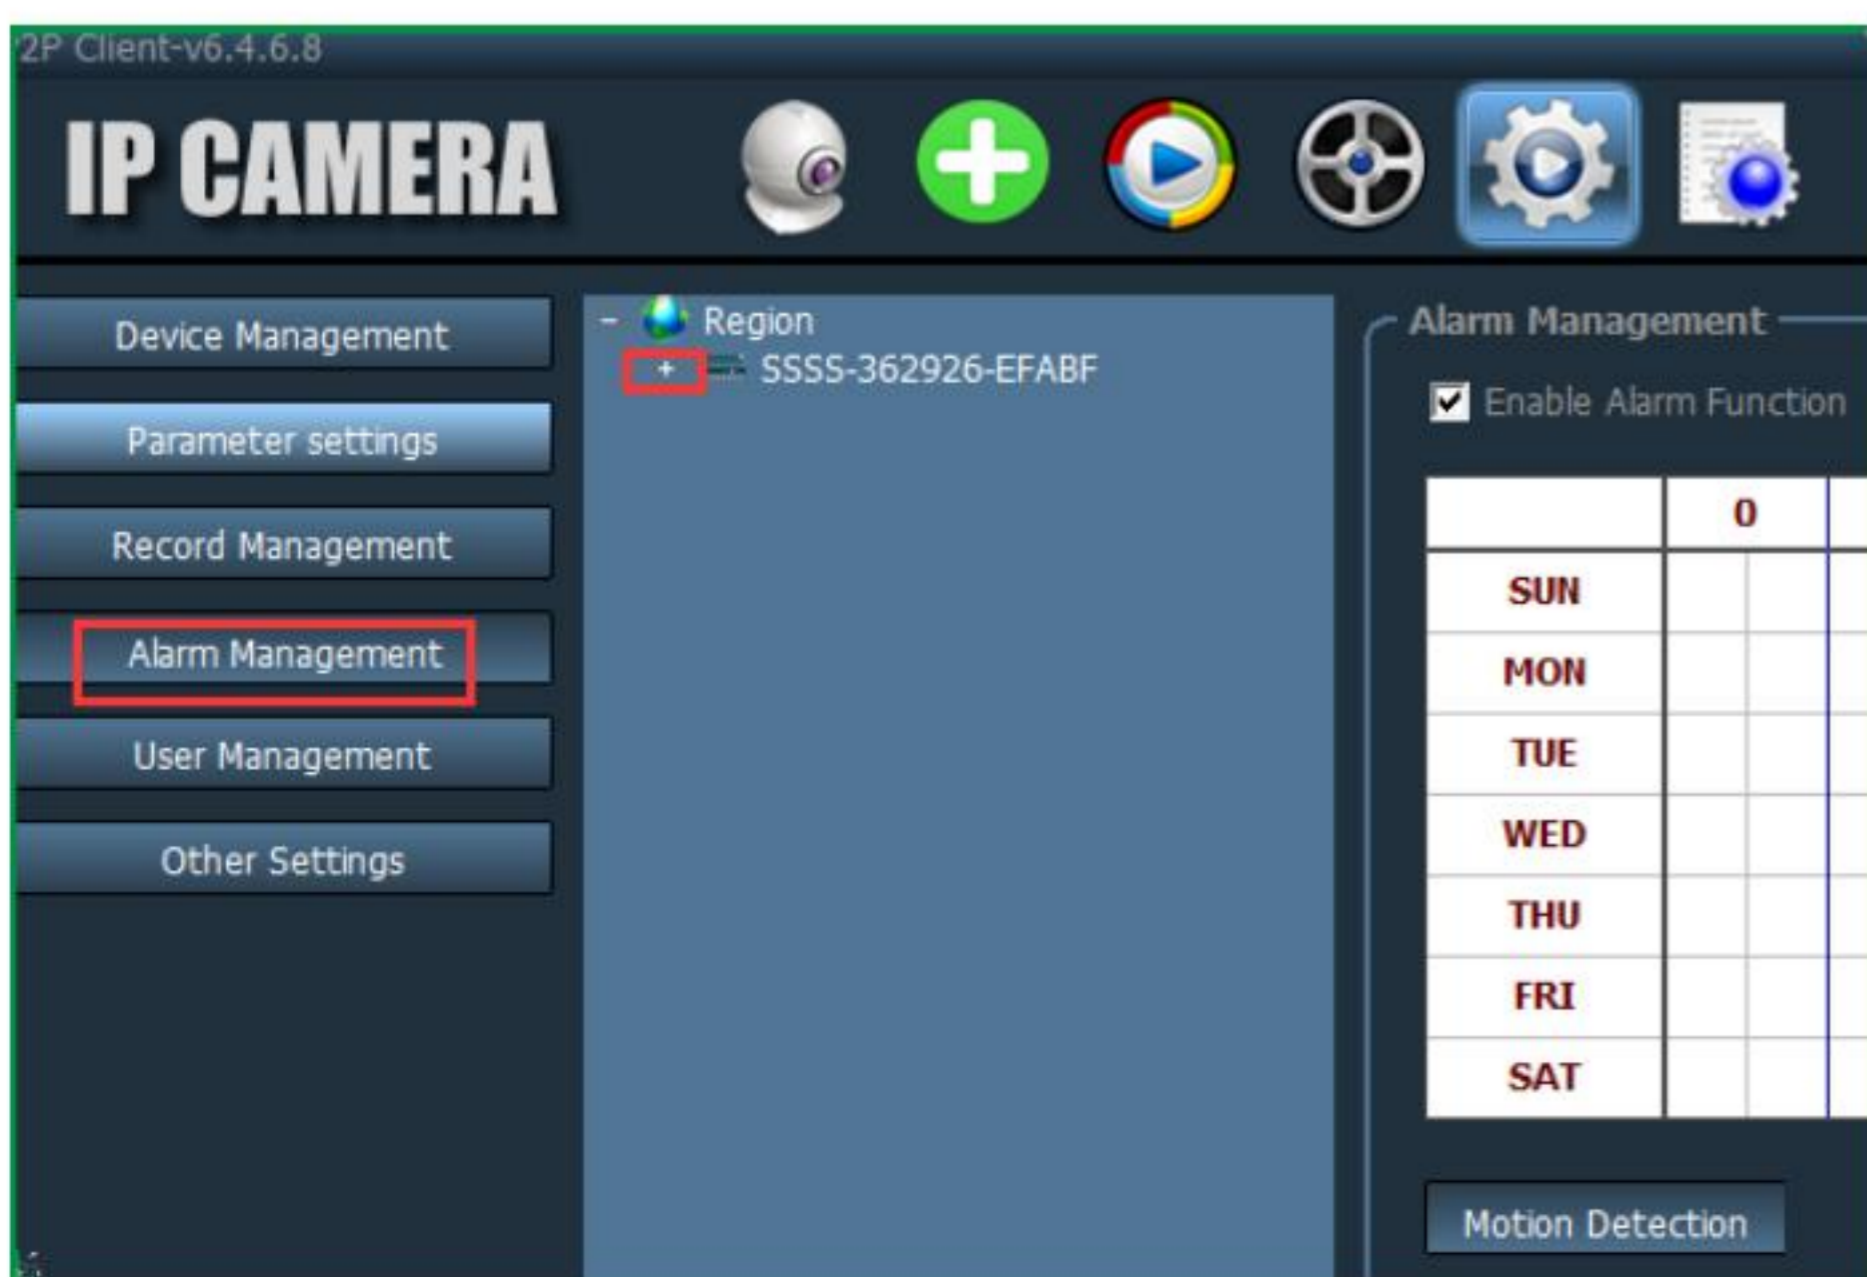 2P Client-v6.4.6.8
IP CAMERA
Device Management
Parameter settings
Record Management
Alarm Management
User Management
Other Settings
- Region
+ SSSS-362926-EFABF
Alarm Management
Enable Alarm Function
0
SUN
MON
TUE
WED
THU
FRI
SAT
Motion Detection